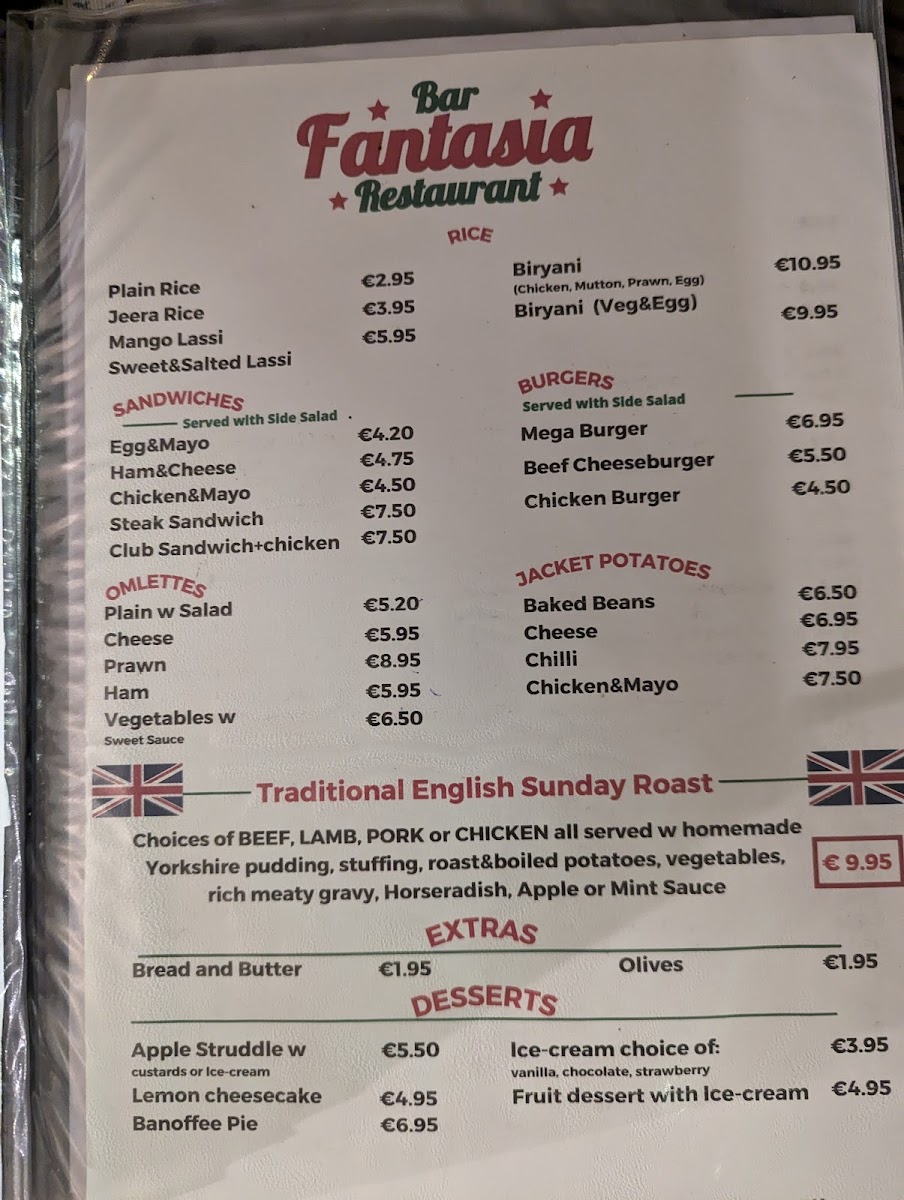 Bar
Fantasia
Restaurant
RICE
Plain Rice €2.95
Jeera Rice €3.95
Mango Lassi €5.95
Sweet&Salted Lassi
Biryani €10.95
(Chicken, Mutton, Prawn, Egg)
Biryani (Veg&Egg) €9.95
SANDWICHES
Served with Side Salad
Egg&Mayo €4.20
Ham&Cheese €4.75
Chicken&Mayo €4.50
Steak Sandwich €7.50
Club Sandwich+chicken €7.50
BURGERS
Served with Side Salad
Mega Burger €6.95
Beef Cheeseburger €5.50
Chicken Burger €4.50
OMLETTES
Plain w Salad €5.20
Cheese €5.95
Prawn €8.95
Ham €5.95
Vegetables w €6.50
Sweet Sauce
JACKET POTATOES
Baked Beans €6.50
Cheese €6.95
Chilli €7.95
Chicken&Mayo €7.50
Traditional English Sunday Roast
Choices of BEEF, LAMB, PORK or CHICKEN all served w homemade
Yorkshire pudding, stuffing, roast&boiled potatoes, vegetables,
rich meaty gravy, Horseradish, Apple or Mint Sauce
€ 9.95
EXTRAS
Bread and Butter €1.95
Olives €1.95
DESSERTS
Apple Struddle w €5.50
custards or Ice-cream
Lemon cheesecake €4.95
Banoffee Pie €6.95
Ice-cream choice of: €3.95
vanilla, chocolate, strawberry
Fruit dessert with Ice-cream €4.95